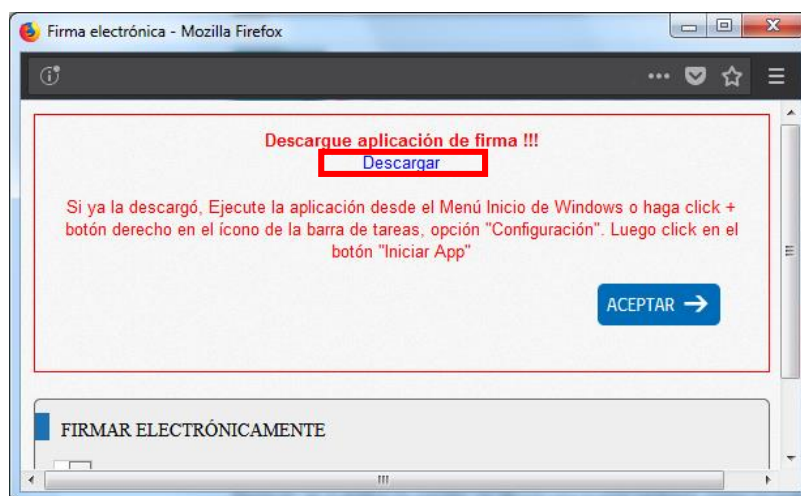 Firma electrónica - Mozilla Firefox
Descargue aplicación de firma !!!
Descargar
Si ya la descargó, Ejecute la aplicación desde el Menú Inicio de Windows o haga click +
botón derecho en el ícono de la barra de tareas, opción "Configuración". Luego click en el
botón "Iniciar App"
ACEPTAR
FIRMAR ELECTRÓNICAMENTE